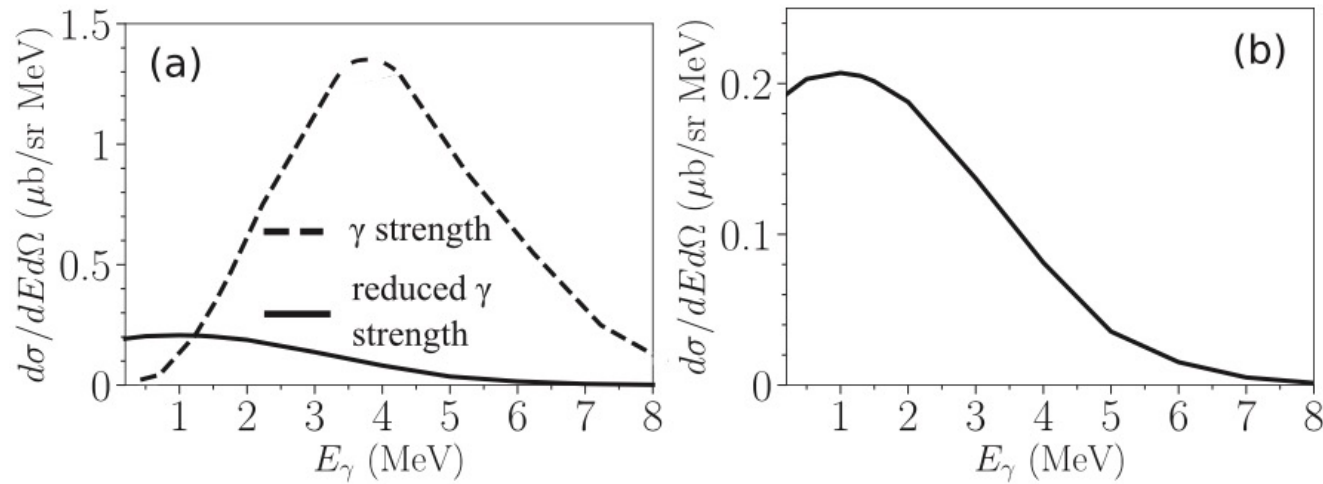 (a)
dσ/dEdΩ (μb/sr MeV)
1.5
1
0.5
0
γ strength
reduced γ
strength
1 2 3 4 5 6 7 8
E_γ (MeV)
(b)
dσ/dEdΩ (μb/sr MeV)
0.2
0.1
0
1 2 3 4 5 6 7 8
E_γ (MeV)